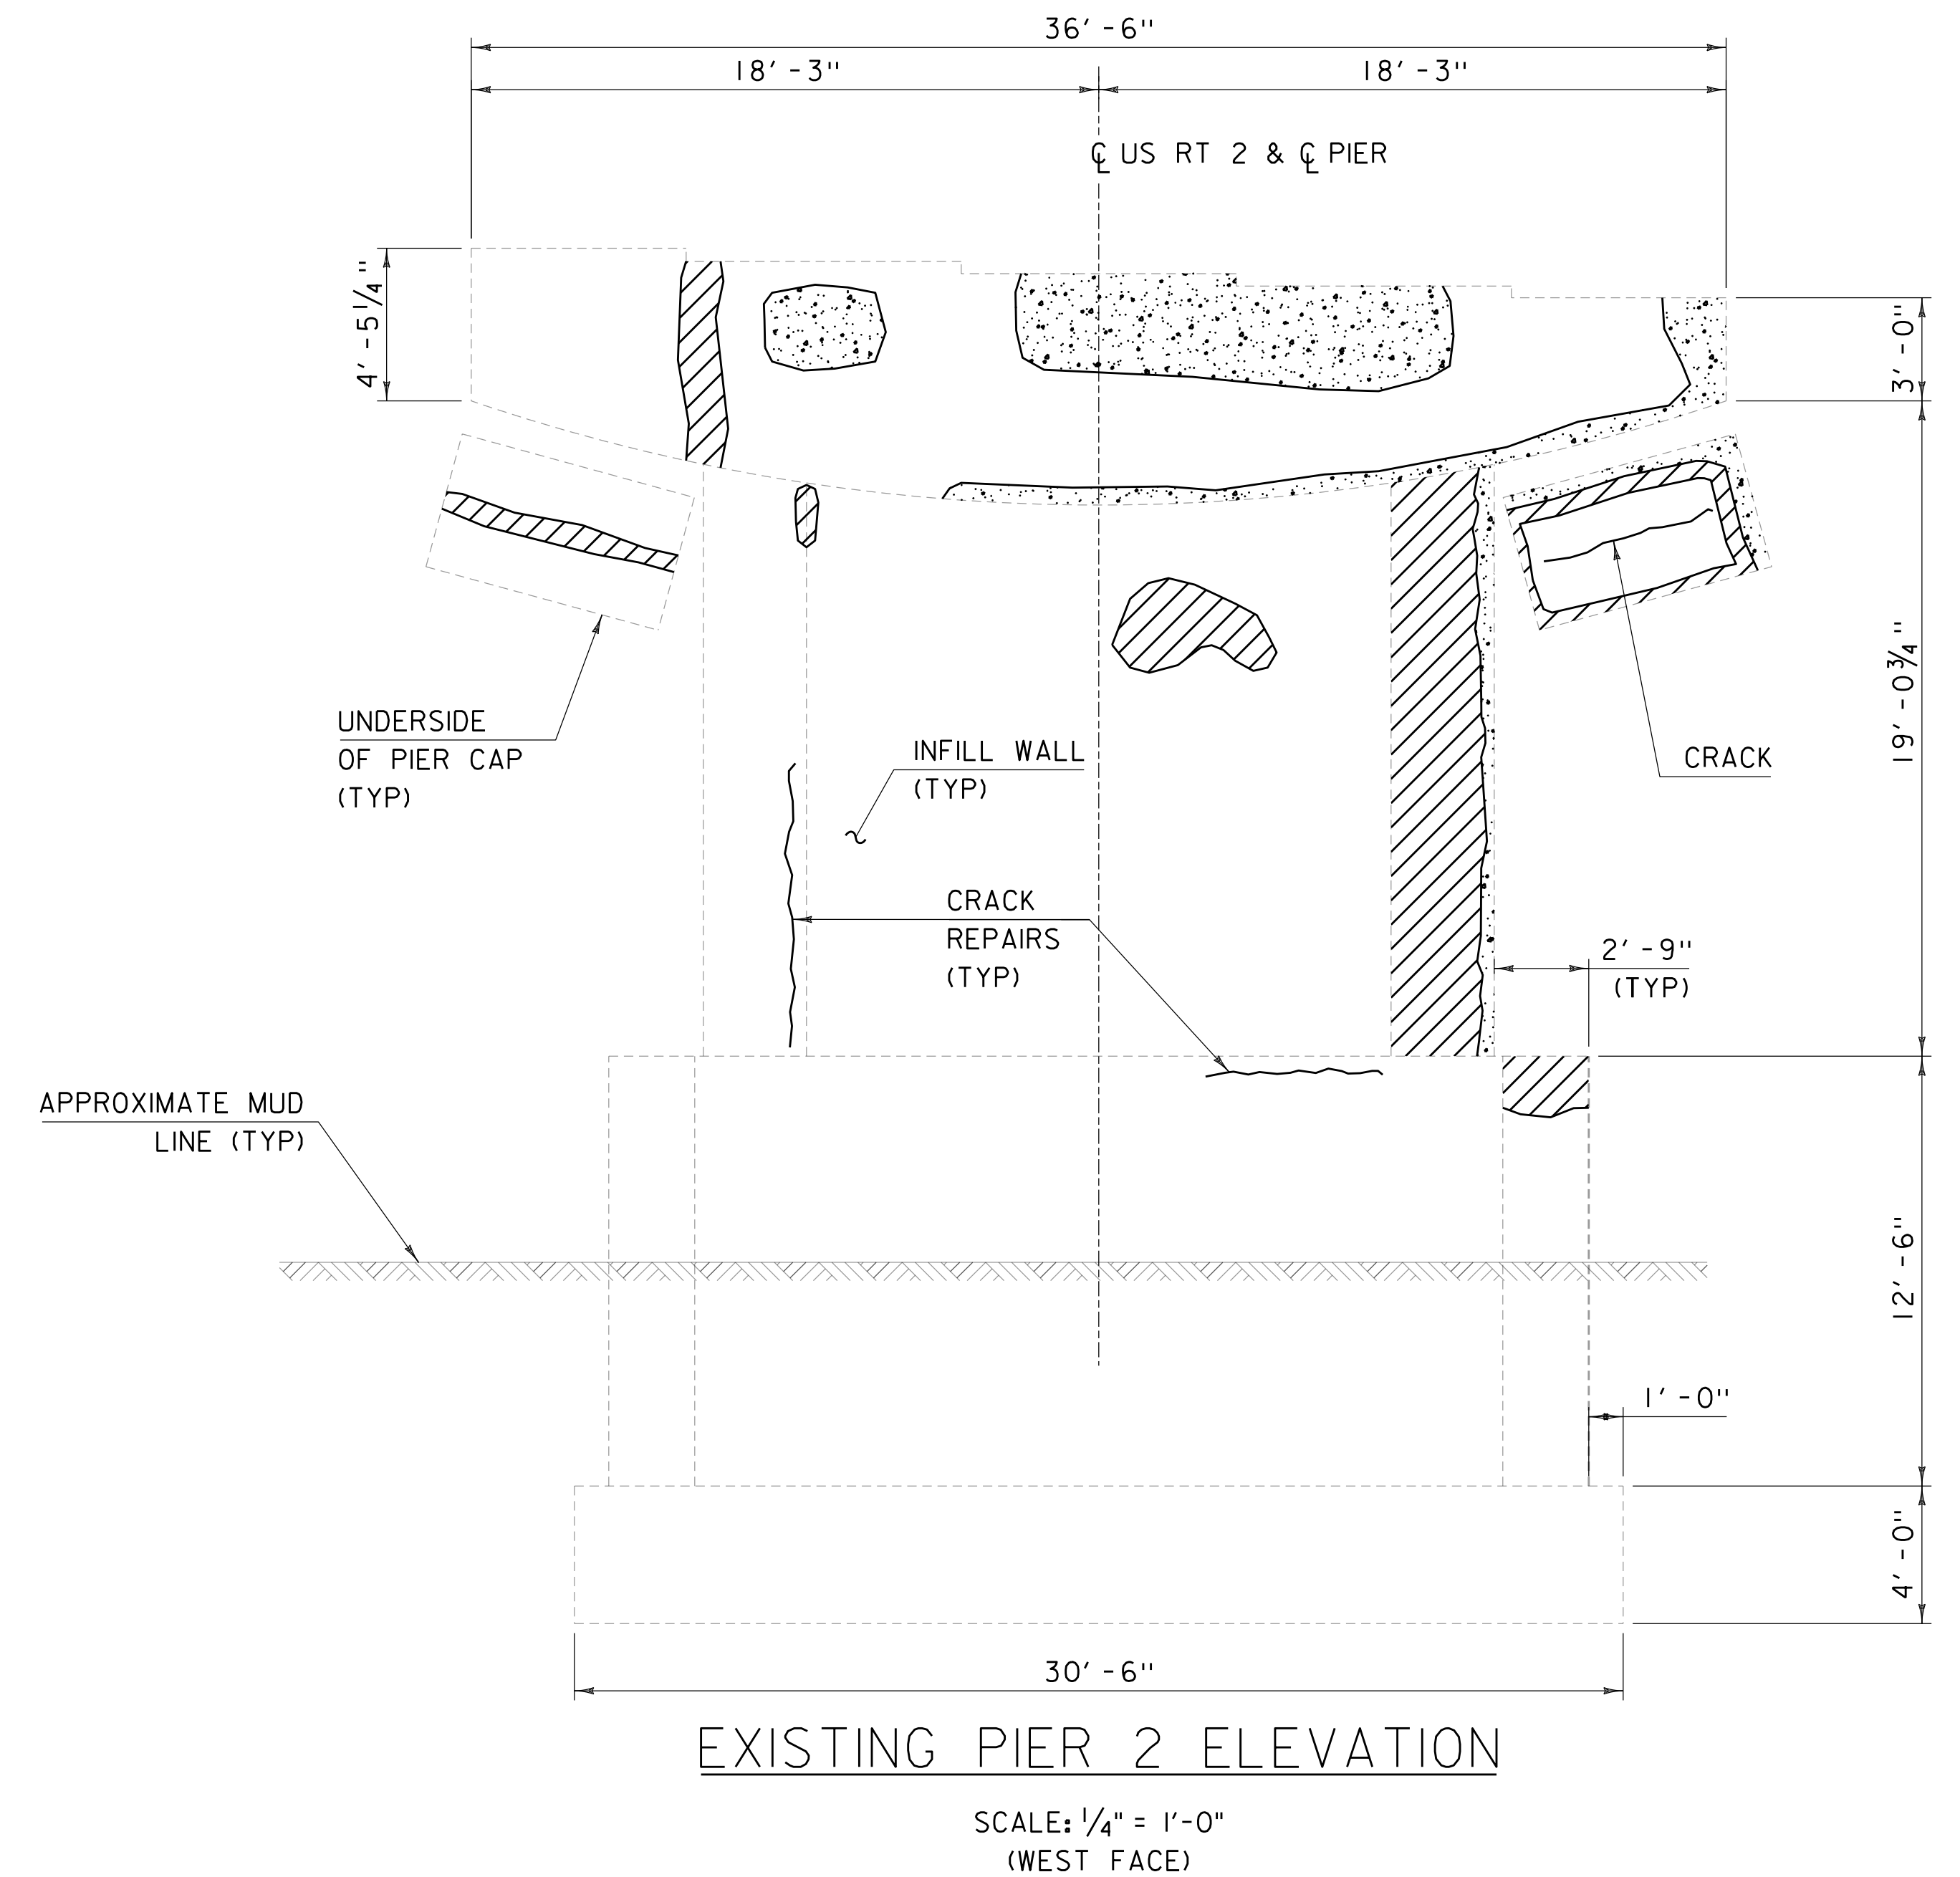 36'-6"
18'-3"
18'-3"
℄ US RT 2 & ℄ PIER
4'-5¼"
3'-0"
UNDERSIDE
OF PIER CAP
(TYP)
INFILL WALL
(TYP)
19'-0¾"
CRACK
CRACK
REPAIRS
(TYP)
2'-9"
(TYP)
APPROXIMATE MUD
LINE (TYP)
12'-6"
1'-0"
4'-0"
30'-6"
EXISTING PIER 2 ELEVATION
SCALE: ¼" = 1'-0"
(WEST FACE)